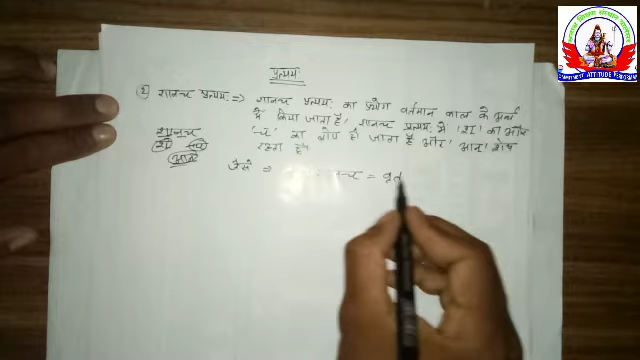 प्रत्ययः
शानच् प्रत्यय ⇒ शानच् प्रत्ययः का प्रयोग वर्तमान काल के अर्थ
में किया जाता है, शानच् प्रत्यय में 'श्' का और
शानच् 'च्' का लोप हो जाता है और 'आन' शेष
रहता है।
आन
जैसे ⇒ = वृत